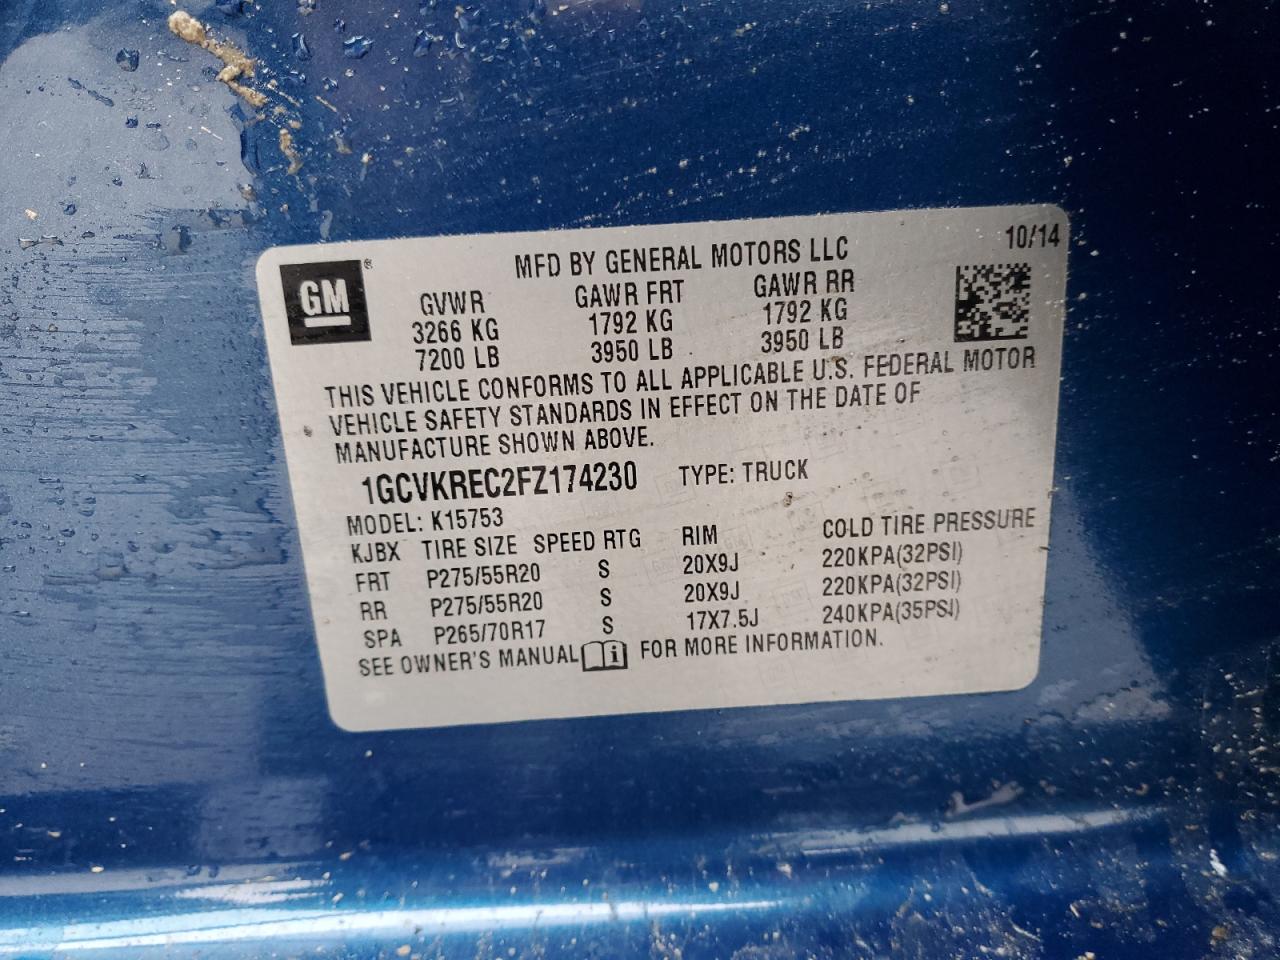 10/14
MFD BY GENERAL MOTORS LLC
GM ®
GVWR GAWR FRT GAWR RR
3266 KG 1792 KG 1792 KG
7200 LB 3950 LB 3950 LB
THIS VEHICLE CONFORMS TO ALL APPLICABLE U.S. FEDERAL MOTOR
VEHICLE SAFETY STANDARDS IN EFFECT ON THE DATE OF
MANUFACTURE SHOWN ABOVE.
1GCVKREC2FZ174230 TYPE: TRUCK
MODEL: K15753
KJBX TIRE SIZE SPEED RTG RIM COLD TIRE PRESSURE
FRT P275/55R20 S 20X9J 220KPA(32PSI)
RR P275/55R20 S 20X9J 220KPA(32PSI)
SPA P265/70R17 S 17X7.5J 240KPA(35PSI)
SEE OWNER'S MANUAL i FOR MORE INFORMATION.